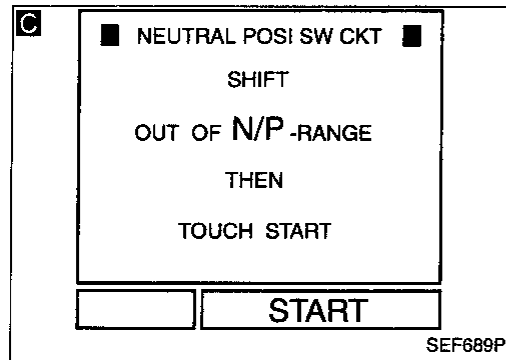 C
NEUTRAL POSI SW CKT
SHIFT
OUT OF N/P -RANGE
THEN
TOUCH START
START
SEF689P